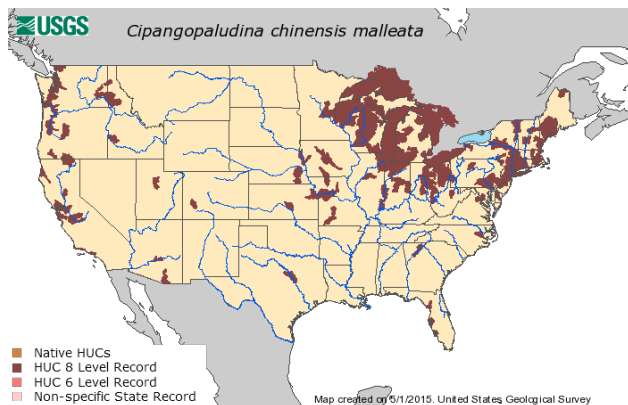 USGS
Cipangopaludina chinensis malleata
Native HUCs
HUC 8 Level Record
HUC 6 Level Record
Non-specific State Record
Map created on 5/1/2015. United States Geological Survey